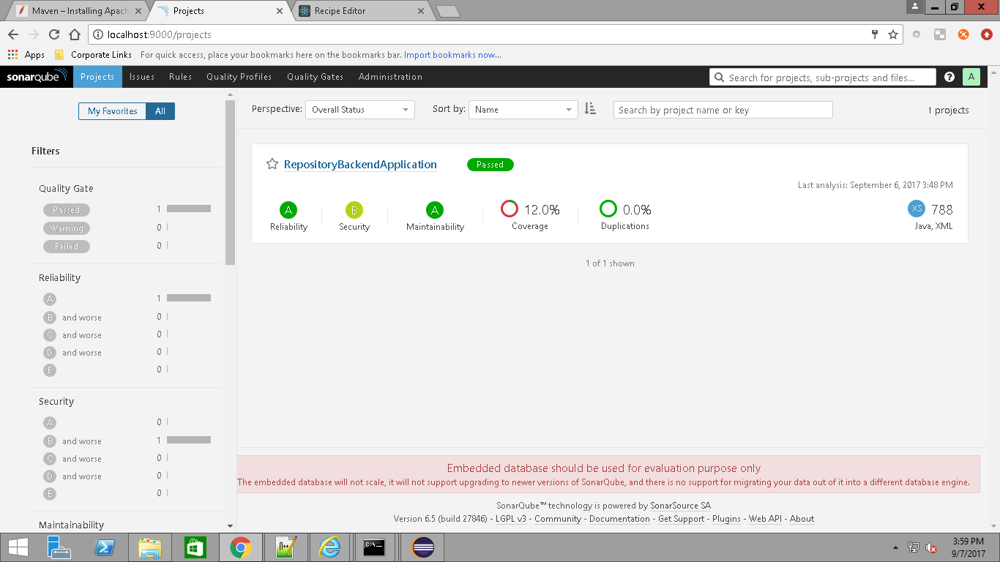 Maven – Installing Apach
Projects
Recipe Editor
localhost:9000/projects
Apps
Corporate Links
For quick access, place your bookmarks here on the bookmarks bar. Import bookmarks now...
sonarqube
Projects Issues Rules Quality Profiles Quality Gates Administration
Search for projects, sub-projects and files...
?
A
My Favorites All
Perspective: Overall Status
Sort by: Name
Search by project name or key
1 projects
Filters
Quality Gate
Passed 1
Warning 0
Failed 0
Reliability
A 1
B and worse 0
C and worse 0
D and worse 0
E 0
Security
A 0
B and worse 1
C and worse 0
D and worse 0
E 0
Maintainability
RepositoryBackendApplication
Passed
Last analysis: September 6, 2017 3:48 PM
A B A 12.0% 0.0% XS 788
Reliability Security Maintainability Coverage Duplications Java, XML
1 of 1 shown
Embedded database should be used for evaluation purpose only
The embedded database will not scale, it will not support upgrading to newer versions of SonarQube, and there is no support for migrating your data out of it into a different database engine.
SonarQube™ technology is powered by SonarSource SA
Version 6.5 (build 27846) - LGPL v3 - Community - Documentation - Get Support - Plugins - Web API - About
3:59 PM
9/7/2017